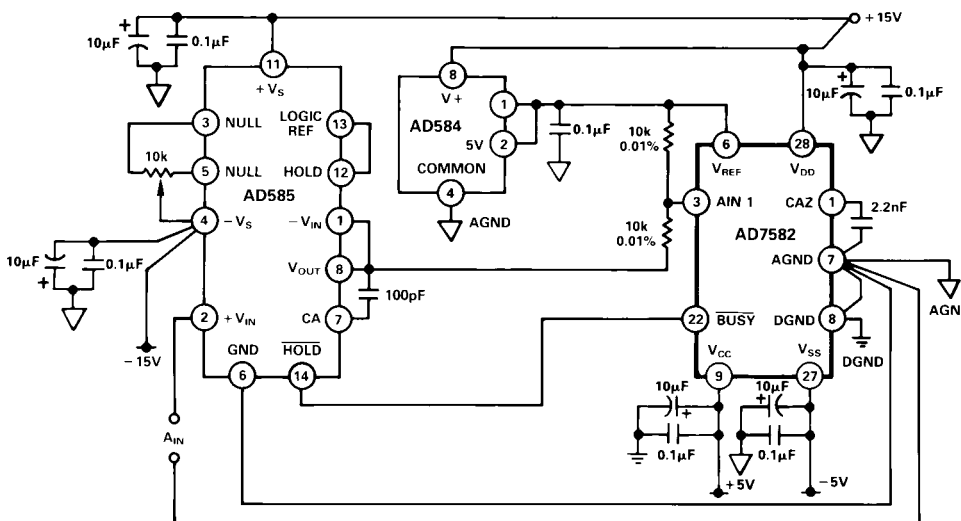 10µF
0.1µF
+15V
11
+VS
3
NULL
LOGIC REF
13
10k
5
NULL
HOLD
12
AD585
4
–VS
–VIN
1
10µF
0.1µF
VOUT
8
100pF
2
+VIN
CA
7
–15V
GND
HOLD
6
14
AIN
8
V+
1
AD584
5V
2
0.1µF
COMMON
4
AGND
10k
0.01%
10k
0.01%
10µF
0.1µF
6
28
VREF
VDD
3
AIN 1
CAZ
1
2.2nF
AD7582
AGND
7
AGN
22
BUSY
DGND
8
DGND
VCC
VSS
9
27
10µF
10µF
0.1µF
0.1µF
+5V
–5V